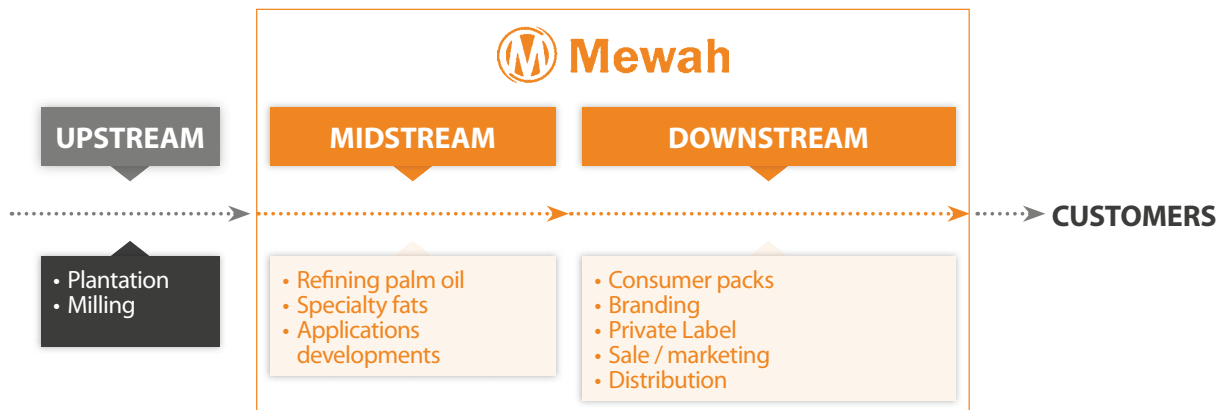 Mewah
UPSTREAM
MIDSTREAM
DOWNSTREAM
CUSTOMERS
• Plantation
• Milling
• Refining palm oil
• Specialty fats
• Applications
developments
• Consumer packs
• Branding
• Private Label
• Sale / marketing
• Distribution